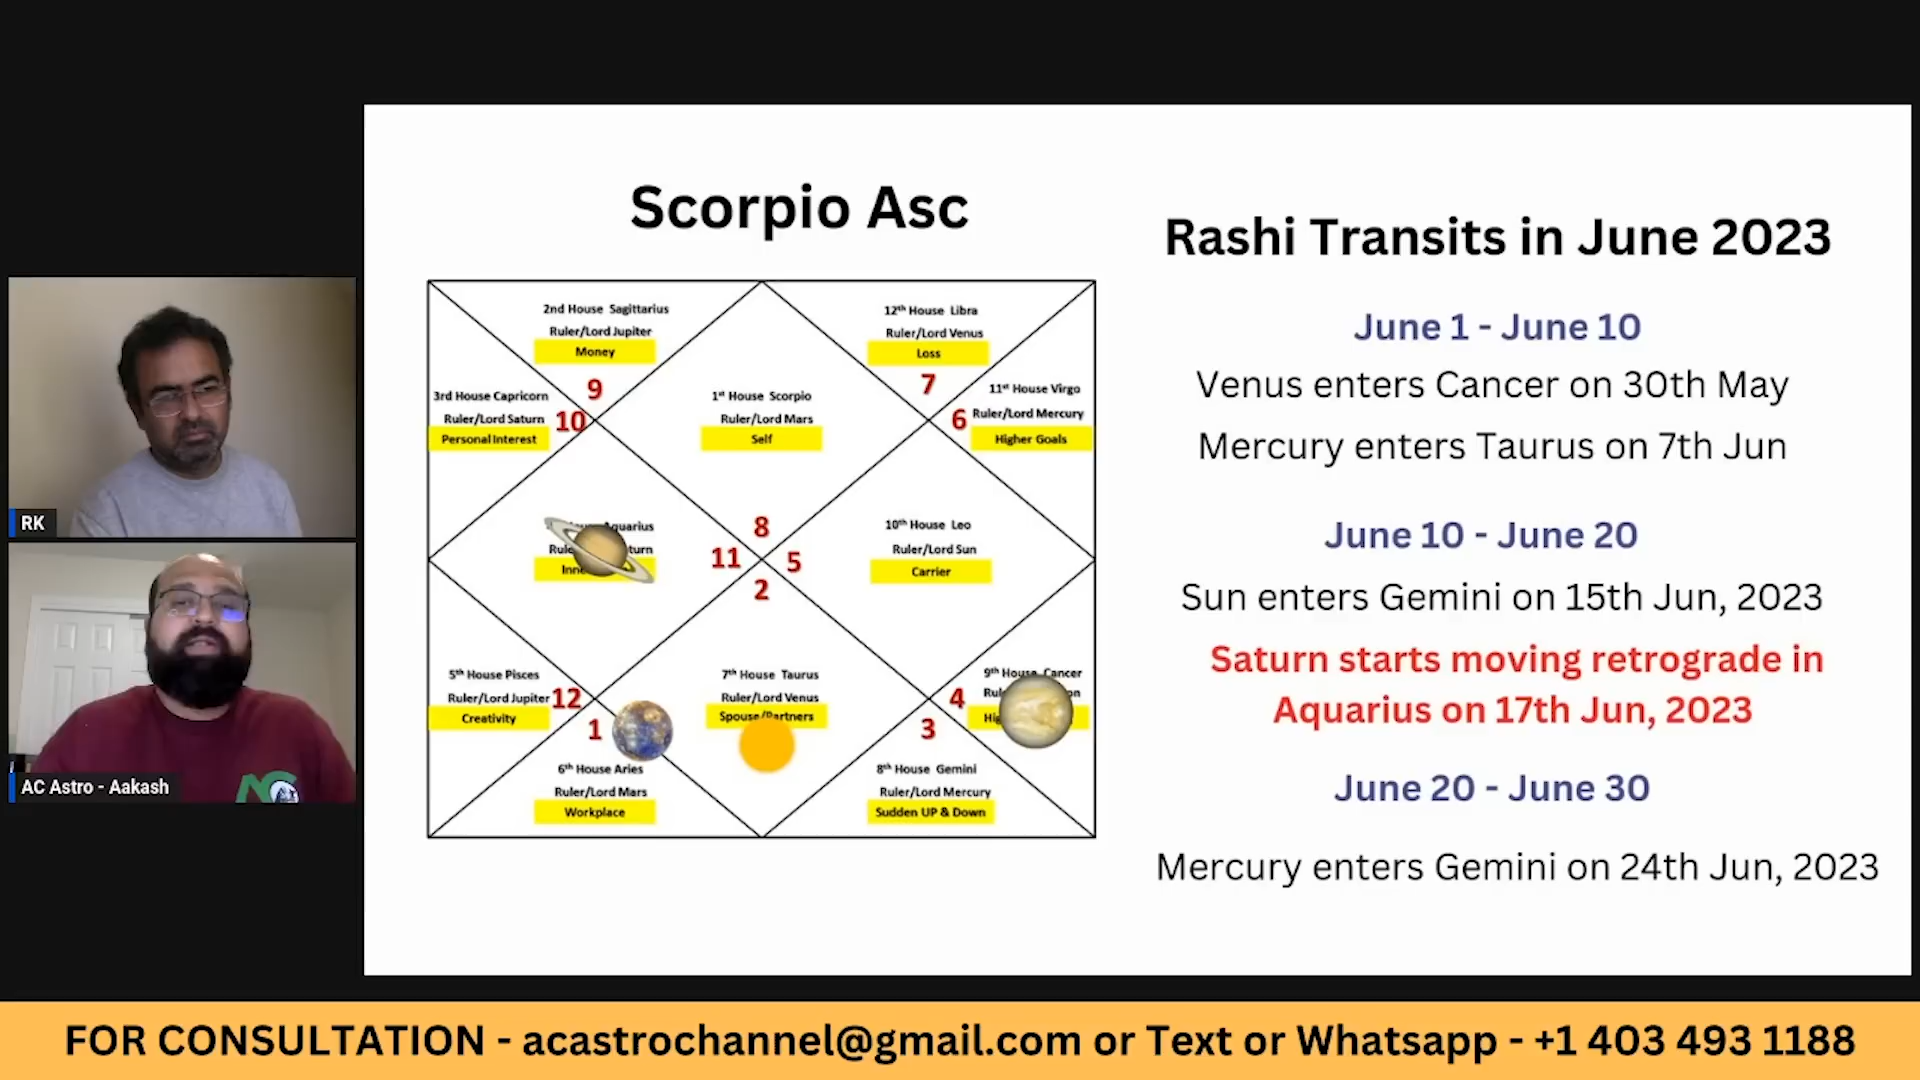 Scorpio Asc
2nd House Sagittarius
Ruler/Lord Jupiter
Money
9
12th House Libra
Ruler/Lord Venus
Loss
7
3rd House Capricorn
Ruler/Lord Saturn
Personal Interest
10
1st House Scorpio
Ruler/Lord Mars
Self
11st House Virgo
Ruler/Lord Mercury
Higher Goals
6
8
11
5
2
10th House Leo
Ruler/Lord Sun
Carrier
5th House Pisces
Ruler/Lord Jupiter
Creativity
12
1
6th House Aries
Ruler/Lord Mars
Workplace
7th House Taurus
Ruler/Lord Venus
Spouse/Partners
9th House Cancer
4
3
8th House Gemini
Ruler/Lord Mercury
Sudden UP & Down
Rashi Transits in June 2023
June 1 - June 10
Venus enters Cancer on 30th May
Mercury enters Taurus on 7th Jun
June 10 - June 20
Sun enters Gemini on 15th Jun, 2023
Saturn starts moving retrograde in
Aquarius on 17th Jun, 2023
June 20 - June 30
Mercury enters Gemini on 24th Jun, 2023
RK
AC Astro - Aakash
FOR CONSULTATION - acastrochannel@gmail.com or Text or Whatsapp - +1 403 493 1188